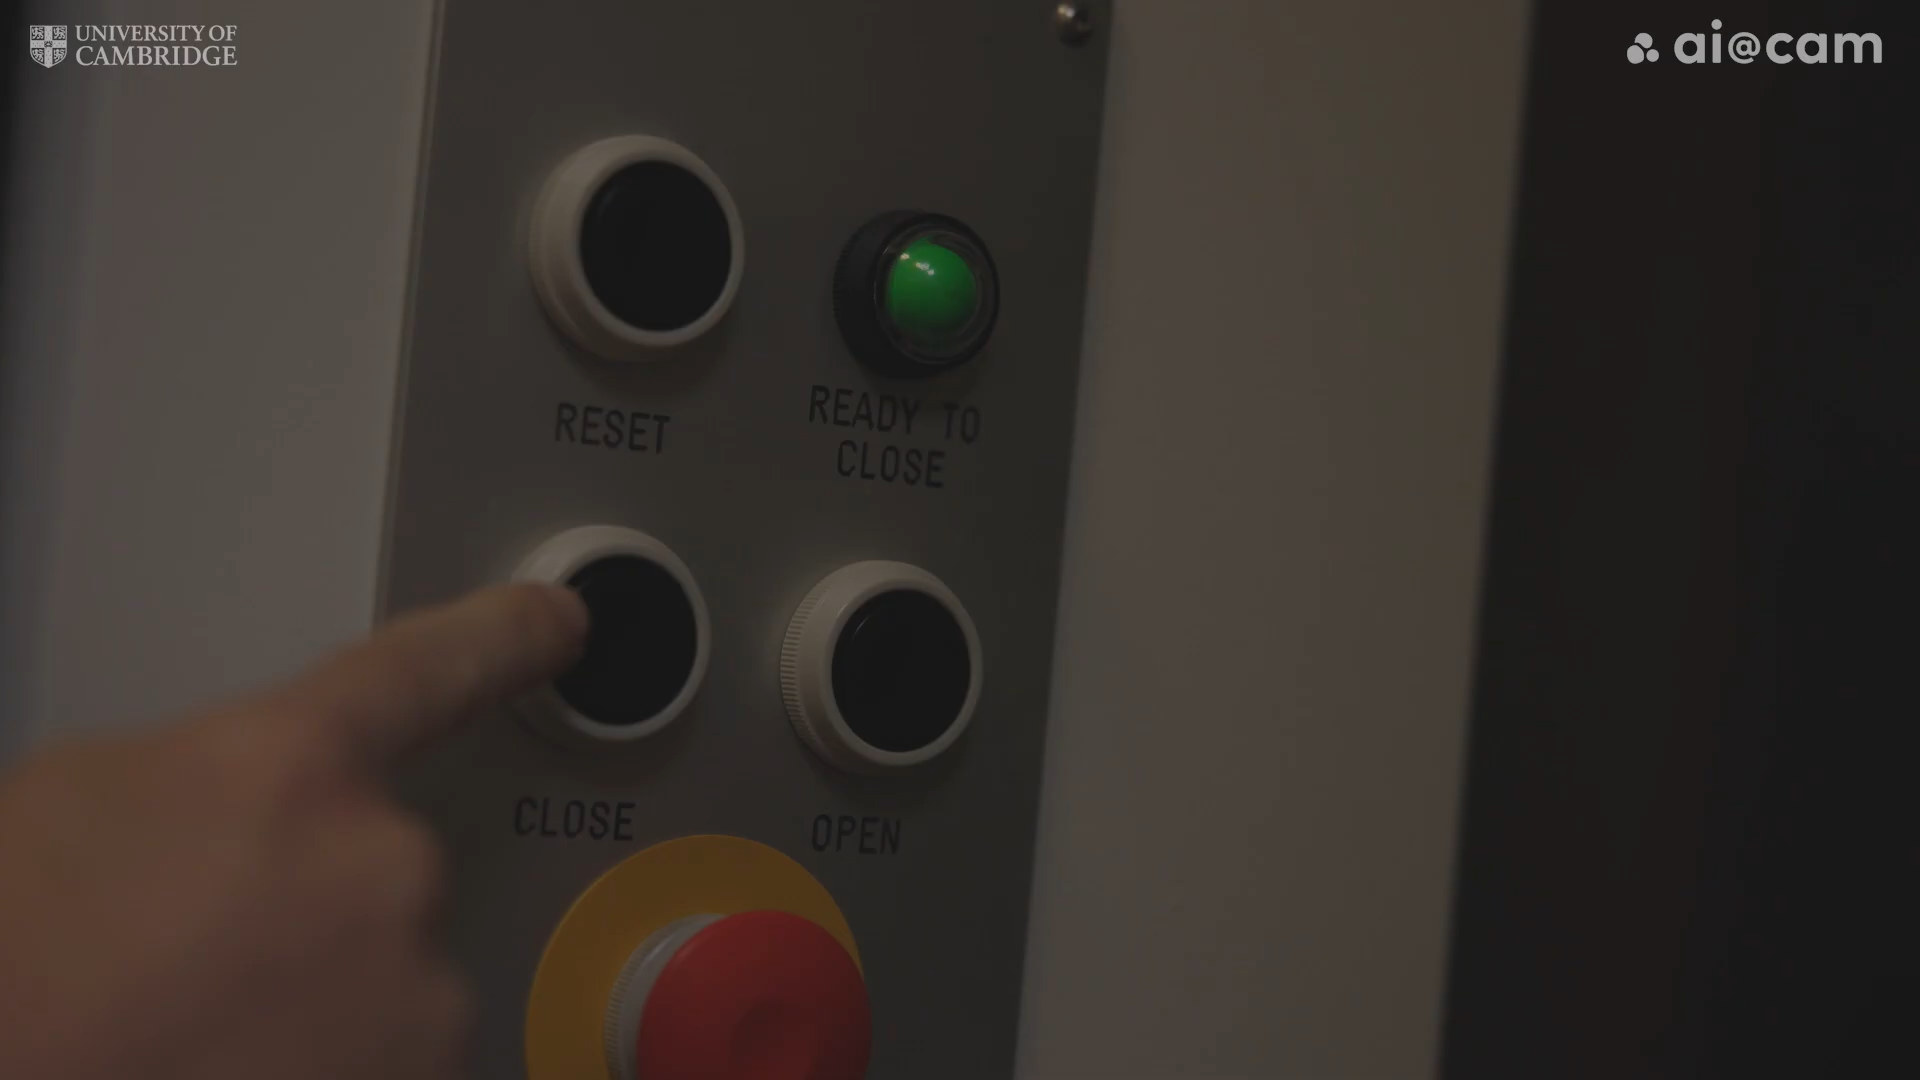 UNIVERSITY OF
CAMBRIDGE
ai@cam
RESET
READY TO
CLOSE
CLOSE
OPEN